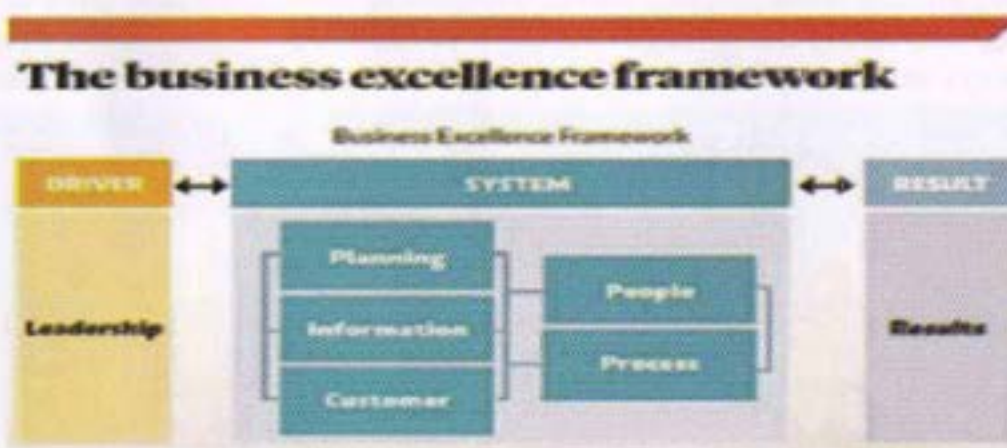 The business excellence framework
Business Excellence Framework
DRIVER
SYSTEM
RESULT
Leadership
Planning
Information
Customer
People
Process
Results